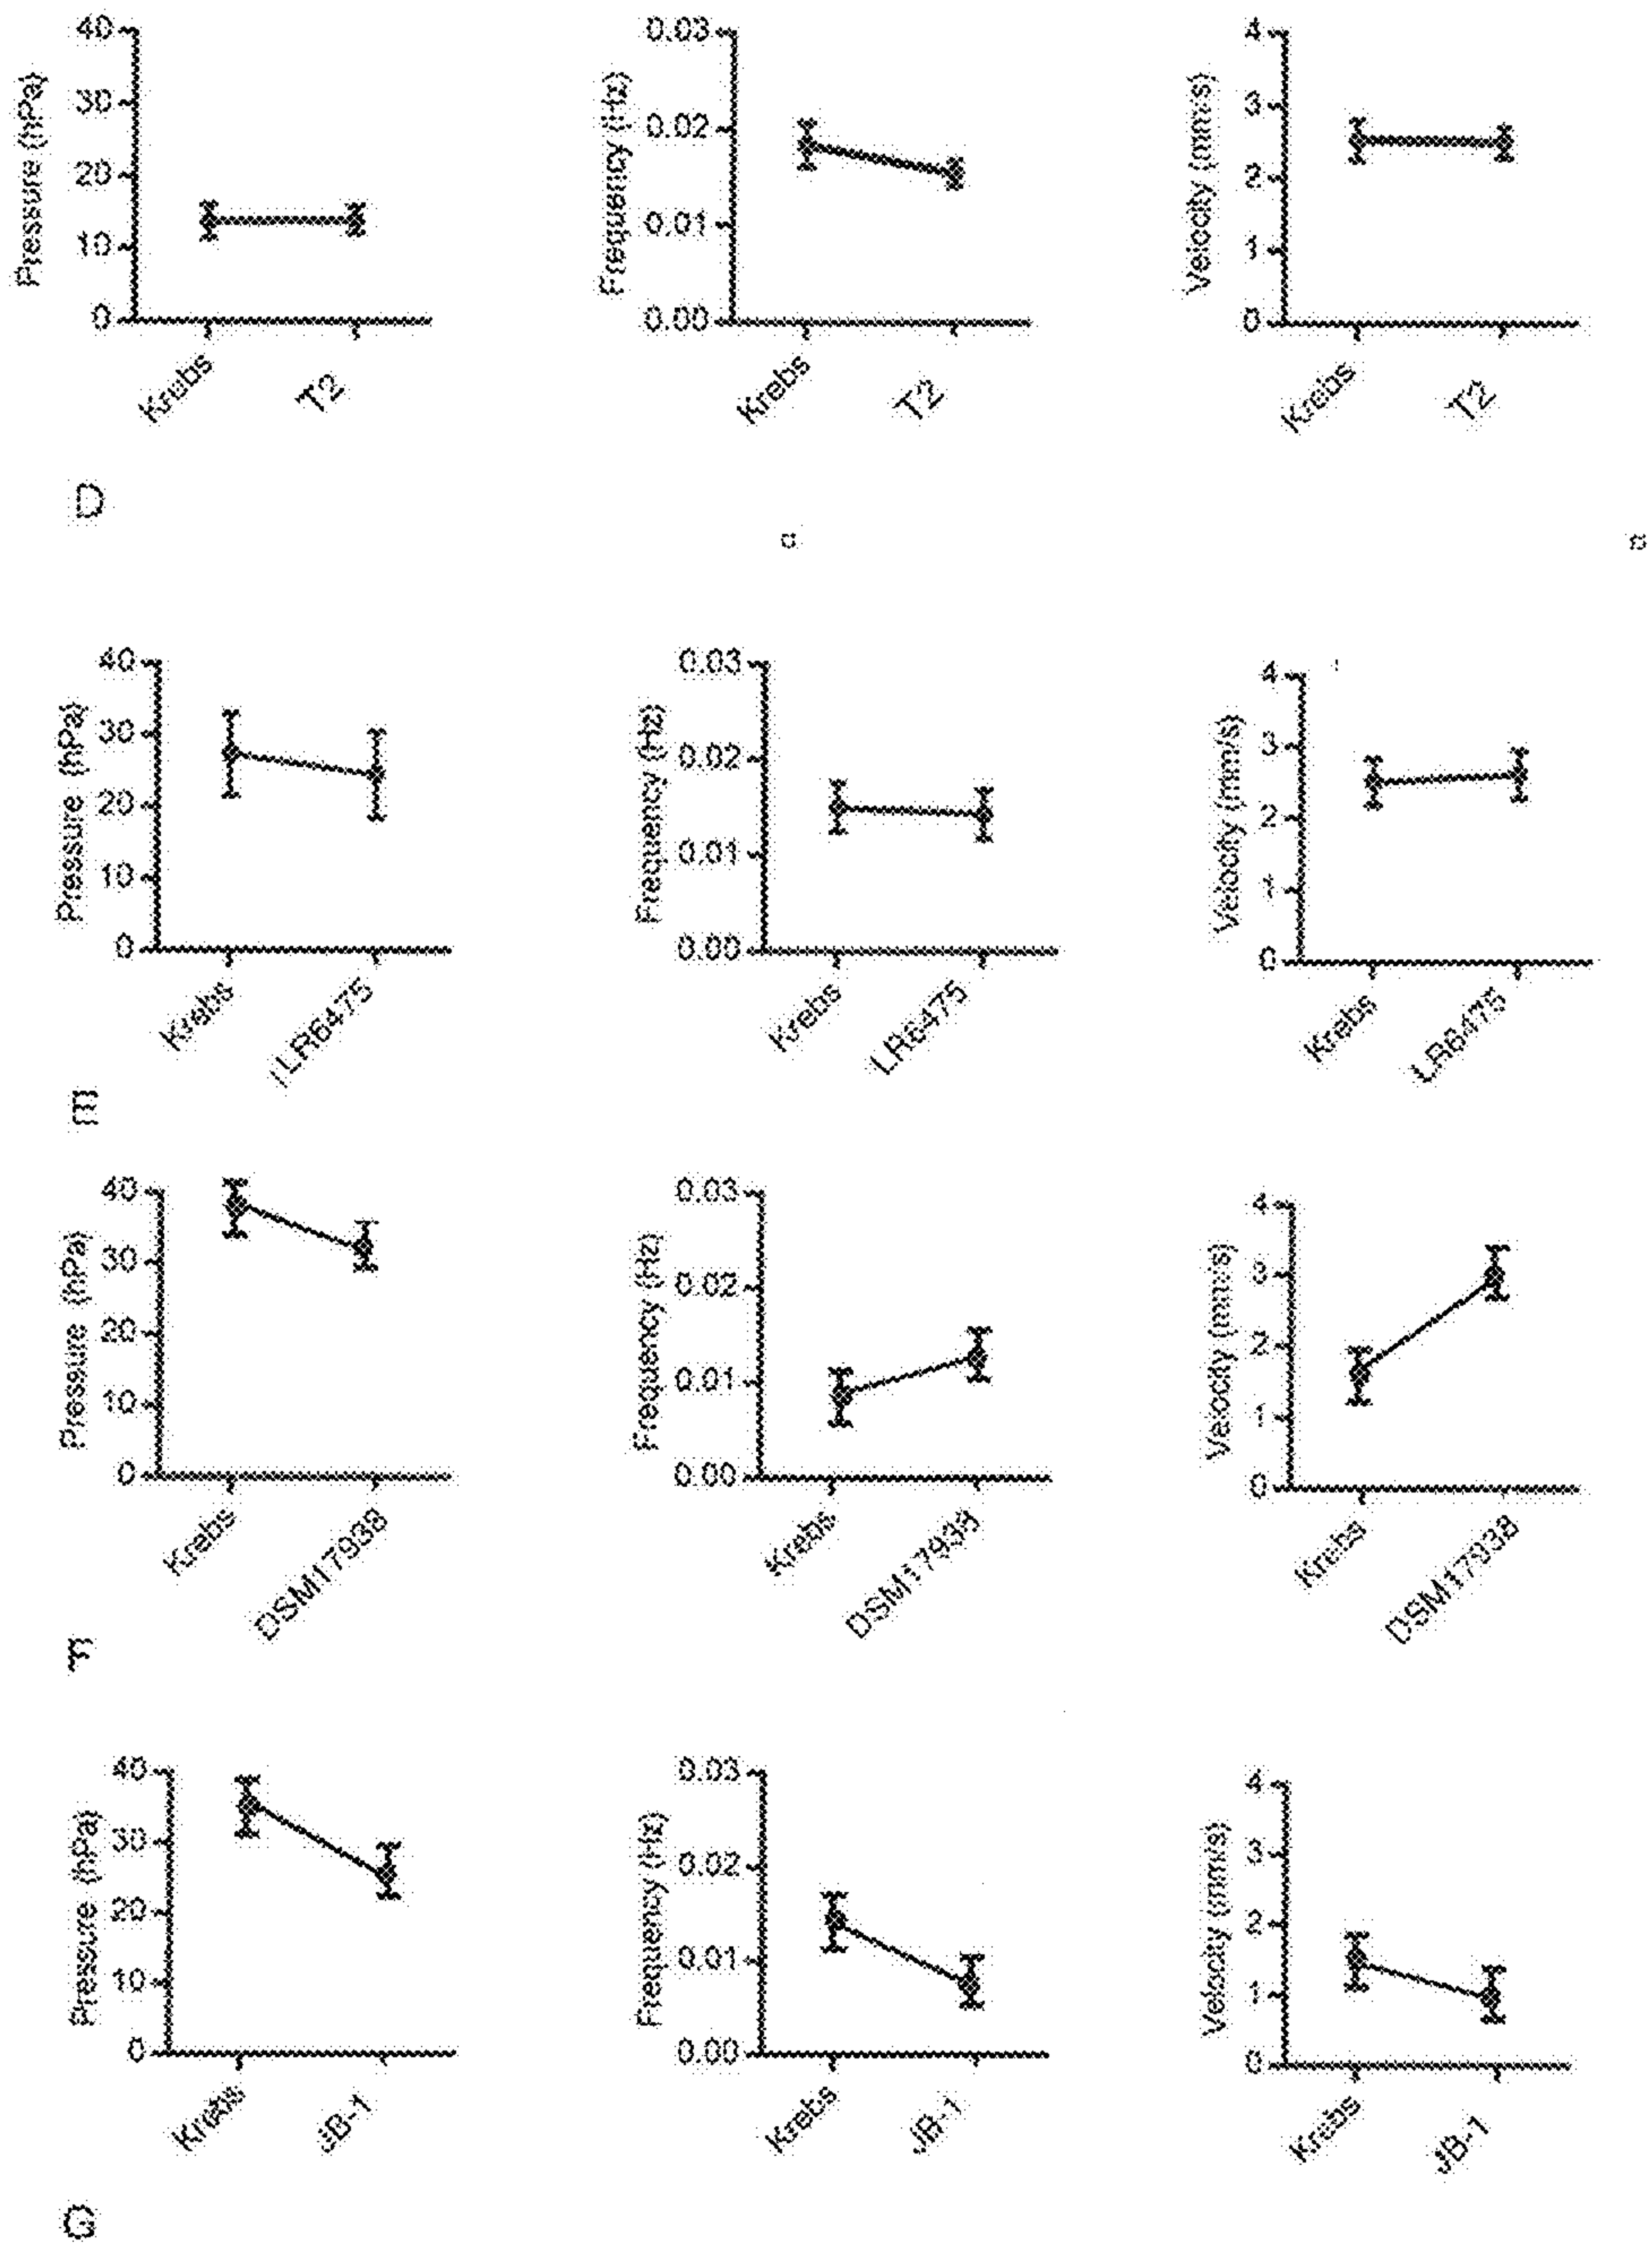 Pressure (hPa)
40
30
20
10
0
Krebs
T2
Frequency (Hz)
0.03
0.02
0.01
0.00
Krebs
T2
Velocity (mm/s)
4
3
2
1
0
Krebs
T2
D
Pressure (hPa)
40
30
20
10
0
Krebs
LR6475
Frequency (Hz)
0.03
0.02
0.01
0.00
Krebs
LR6475
Velocity (mm/s)
4
3
2
1
0
Krebs
LR6475
E
Pressure (hPa)
40
30
20
10
0
Krebs
DSM17938
Frequency (Hz)
0.03
0.02
0.01
0.00
Krebs
DSM17938
Velocity (mm/s)
4
3
2
1
0
Krebs
DSM17938
F
Pressure (hPa)
40
30
20
10
0
Krebs
JB-1
Frequency (Hz)
0.03
0.02
0.01
0.00
Krebs
JB-1
Velocity (mm/s)
4
3
2
1
0
Krebs
JB-1
G